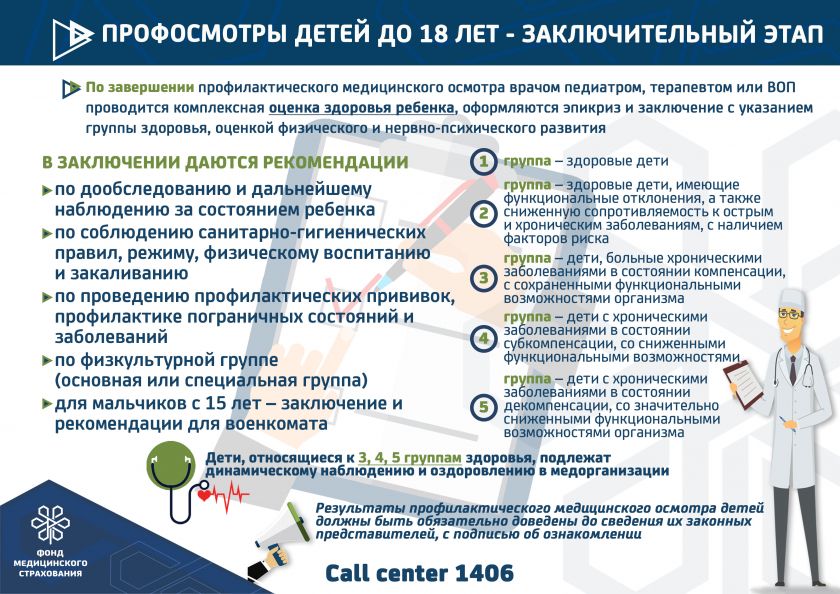 ПРОФОСМОТРЫ ДЕТЕЙ ДО 18 ЛЕТ - ЗАКЛЮЧИТЕЛЬНЫЙ ЭТАП
По завершении профилактического медицинского осмотра врачом педиатром, терапевтом или ВОП
проводится комплексная оценка здоровья ребенка, оформляются эпикриз и заключение с указанием
группы здоровья, оценкой физического и нервно-психического развития
В ЗАКЛЮЧЕНИИ ДАЮТСЯ РЕКОМЕНДАЦИИ
по дообследованию и дальнейшему
наблюдению за состоянием ребенка
по соблюдению санитарно-гигиенических
правил, режиму, физическому воспитанию
и закаливанию
по проведению профилактических прививок,
профилактике пограничных состояний и
заболеваний
по физкультурной группе
(основная или специальная группа)
для мальчиков с 15 лет – заключение и
рекомендации для военкомата
1 группа – здоровые дети
группа – здоровые дети, имеющие
функциональные отклонения, а также
2 сниженную сопротивляемость к острым
и хроническим заболеваниям, с наличием
факторов риска
группа – дети, больные хроническими
3 заболеваниями в состоянии компенсации,
с сохраненными функциональными
возможностями организма
группа – дети с хроническими
4 заболеваниями в состоянии
субкомпенсации, со сниженными
функциональными возможностями
группа – дети с хроническими
заболеваниями в состоянии
5 декомпенсации, со значительно
сниженными функциональными
возможностями организма
Дети, относящиеся к 3, 4, 5 группам здоровья, подлежат
динамическому наблюдению и оздоровлению в медорганизации
Результаты профилактического медицинского осмотра детей
должны быть обязательно доведены до сведения их законных
представителей, с подписью об ознакомлении
ФОНД
МЕДИЦИНСКОГО
СТРАХОВАНИЯ
Call center 1406